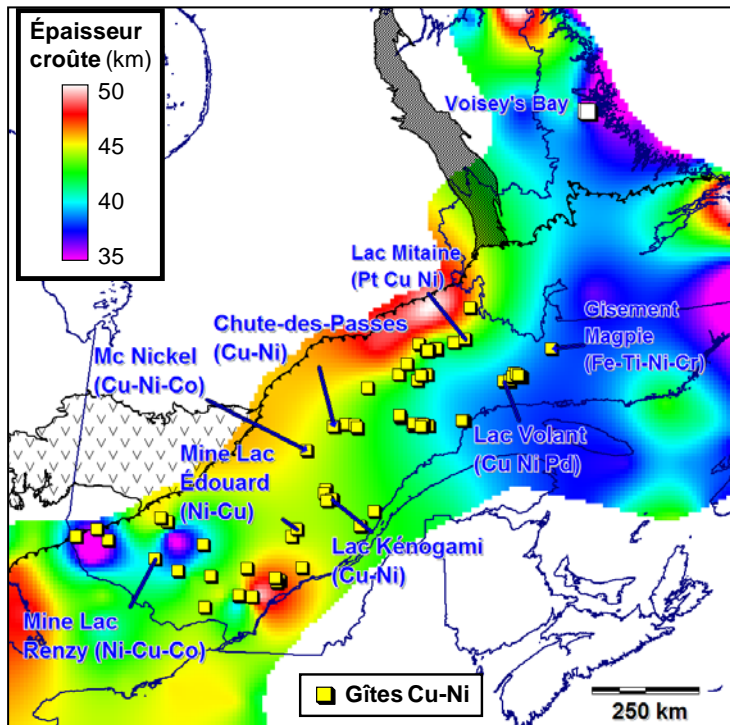 Épaisseur
croûte (km)
50
45
40
35
Voisey's Bay
Lac Mitaine
(Pt Cu Ni)
Chute-des-Passes
(Cu-Ni)
Gisement
Magpie
(Fe-Ti-Ni-Cr)
Mc Nickel
(Cu-Ni-Co)
Lac Volant
(Cu Ni Pd)
Mine Lac
Édouard
(Ni-Cu)
Lac Kénogami
(Cu-Ni)
Mine Lac
Renzy (Ni-Cu-Co)
Gîtes Cu-Ni
250 km